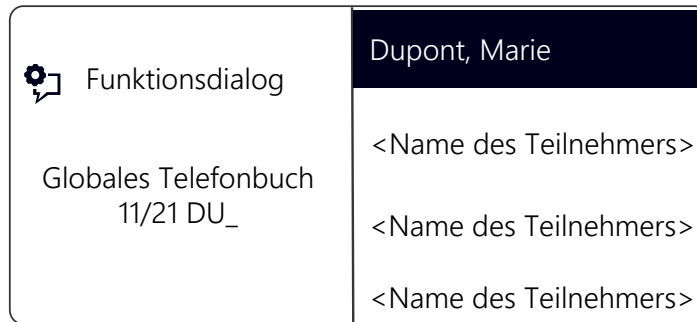 Funktionsdialog
Globales Telefonbuch
11/21 DU_
Dupont, Marie
<Name des Teilnehmers>
<Name des Teilnehmers>
<Name des Teilnehmers>